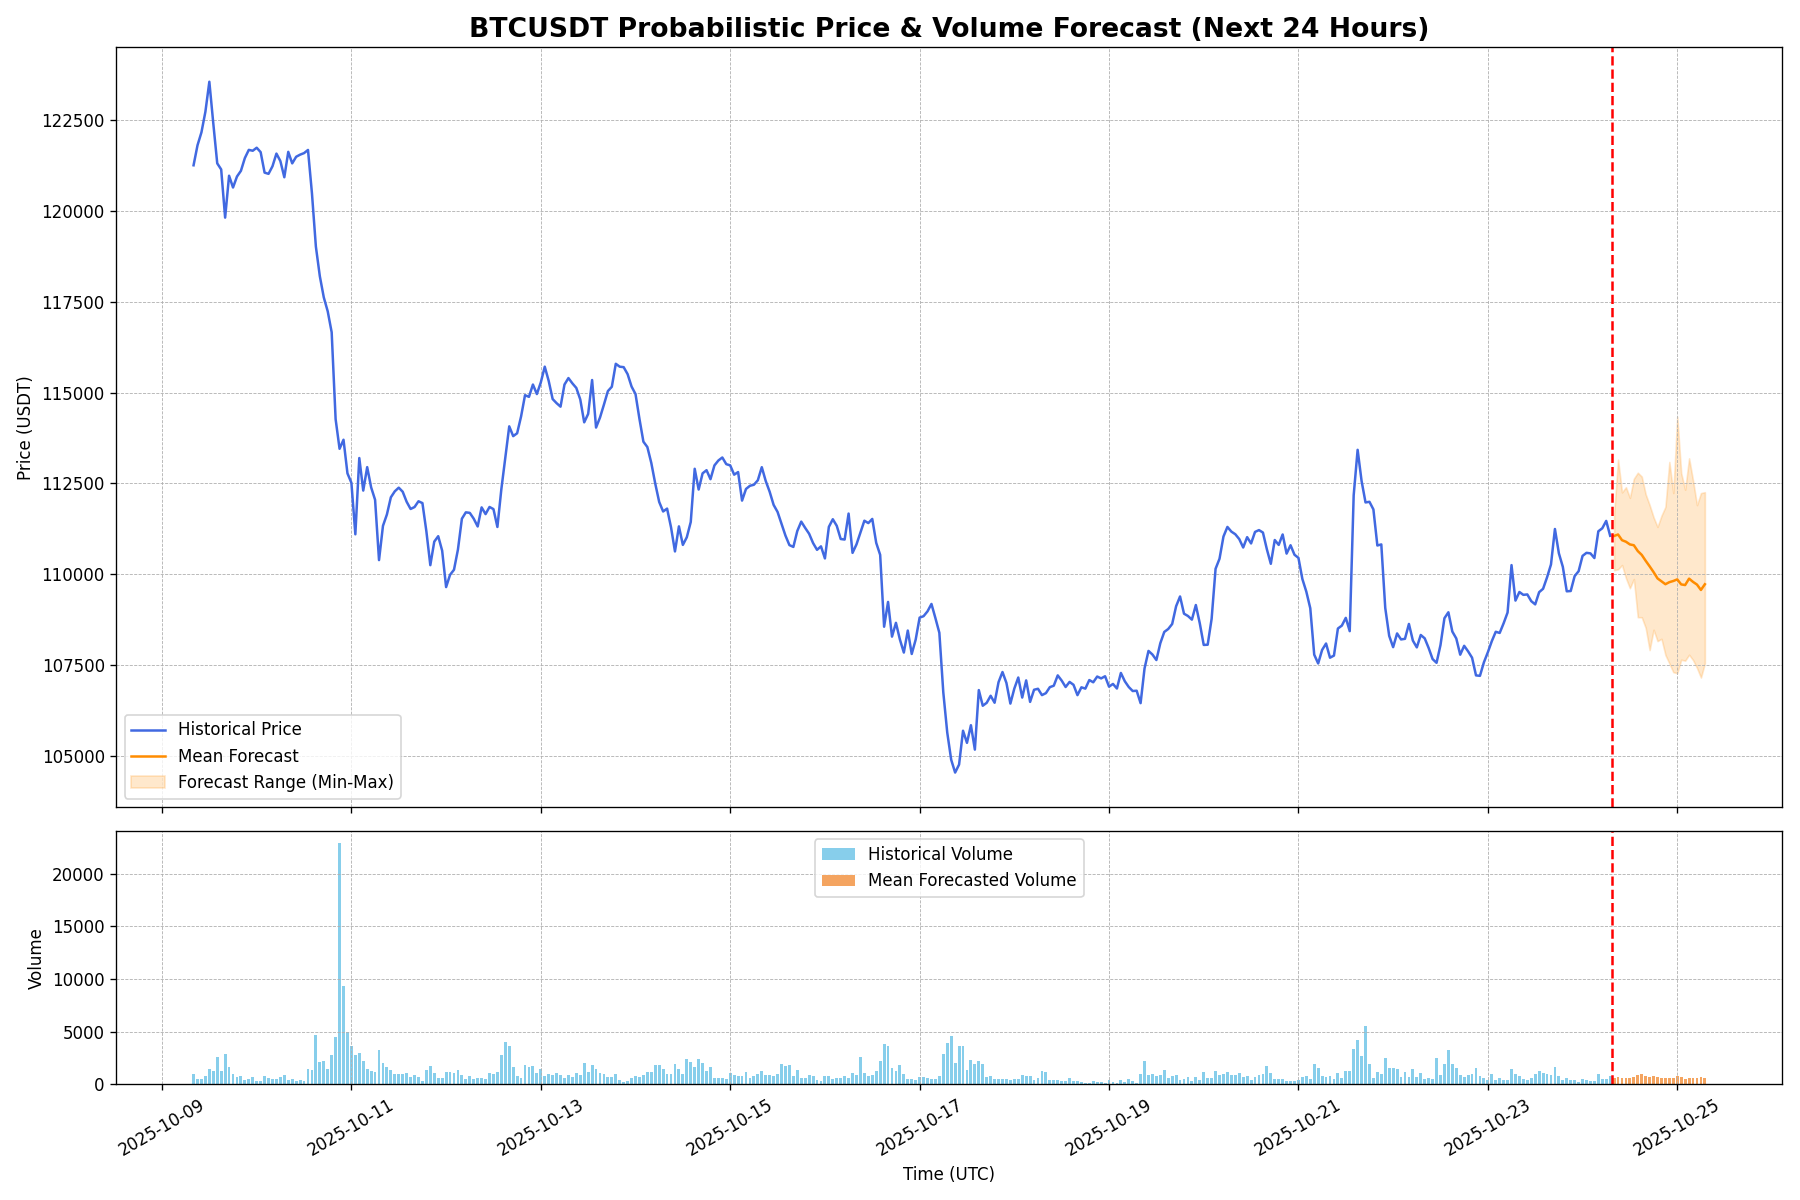 BTCUSDT Probabilistic Price & Volume Forecast (Next 24 Hours)
Price (USDT)
122500
120000
117500
115000
112500
110000
107500
105000
Historical Price
Mean Forecast
Forecast Range (Min-Max)
Volume
20000
15000
10000
5000
0
Historical Volume
Mean Forecasted Volume
2025-10-09
2025-10-11
2025-10-13
2025-10-15
2025-10-17
2025-10-19
2025-10-21
2025-10-23
2025-10-25
Time (UTC)